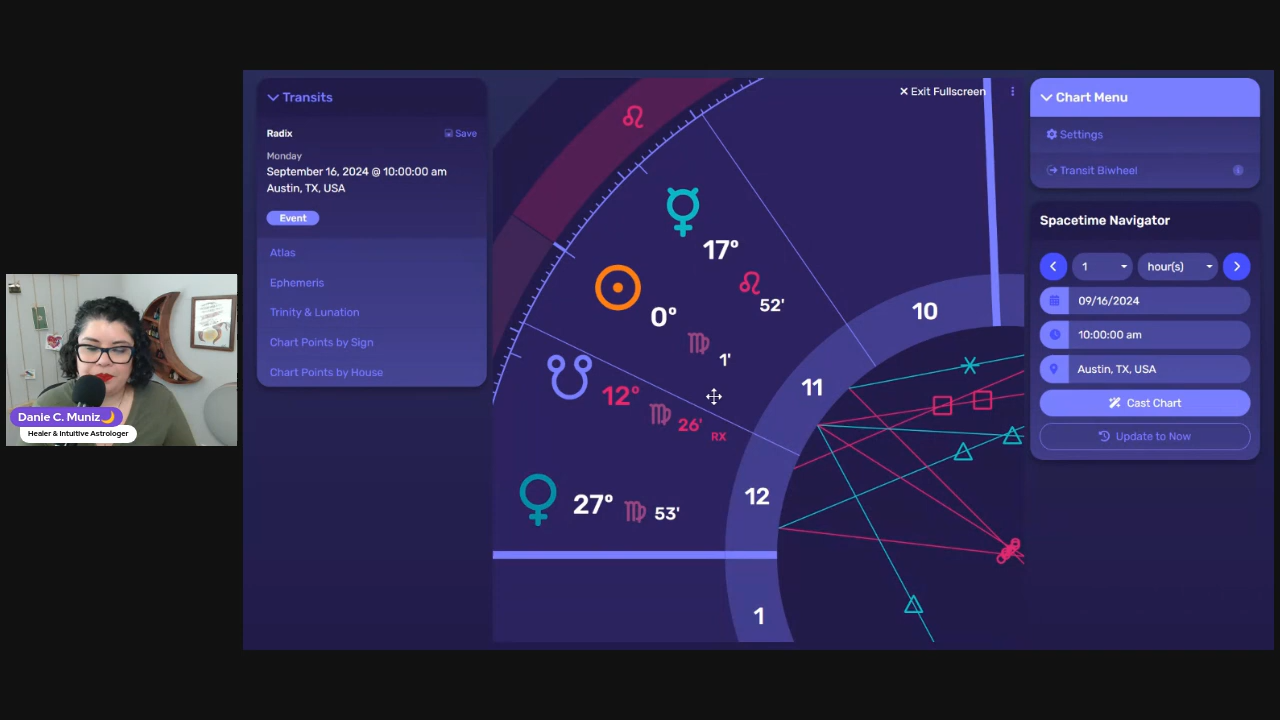 Transits
Radix
Save
Monday
September 16, 2024 @ 10:00:00 am
Austin, TX, USA
Event
Atlas
Ephemeris
Trinity & Lunation
Chart Points by Sign
Chart Points by House
Danie C. Muniz🌙
Healer & Intuitive Astrologer
✕ Exit Fullscreen
♌
☿ 17° ♌ 52'
☉ 0° ♍ 1'
☋ 12° ♍ 26' RX
♀ 27° ♍ 53'
10
11
12
1
Chart Menu
Settings
Transit Biwheel
Spacetime Navigator
1 hour(s)
09/16/2024
10:00:00 am
Austin, TX, USA
Cast Chart
Update to Now